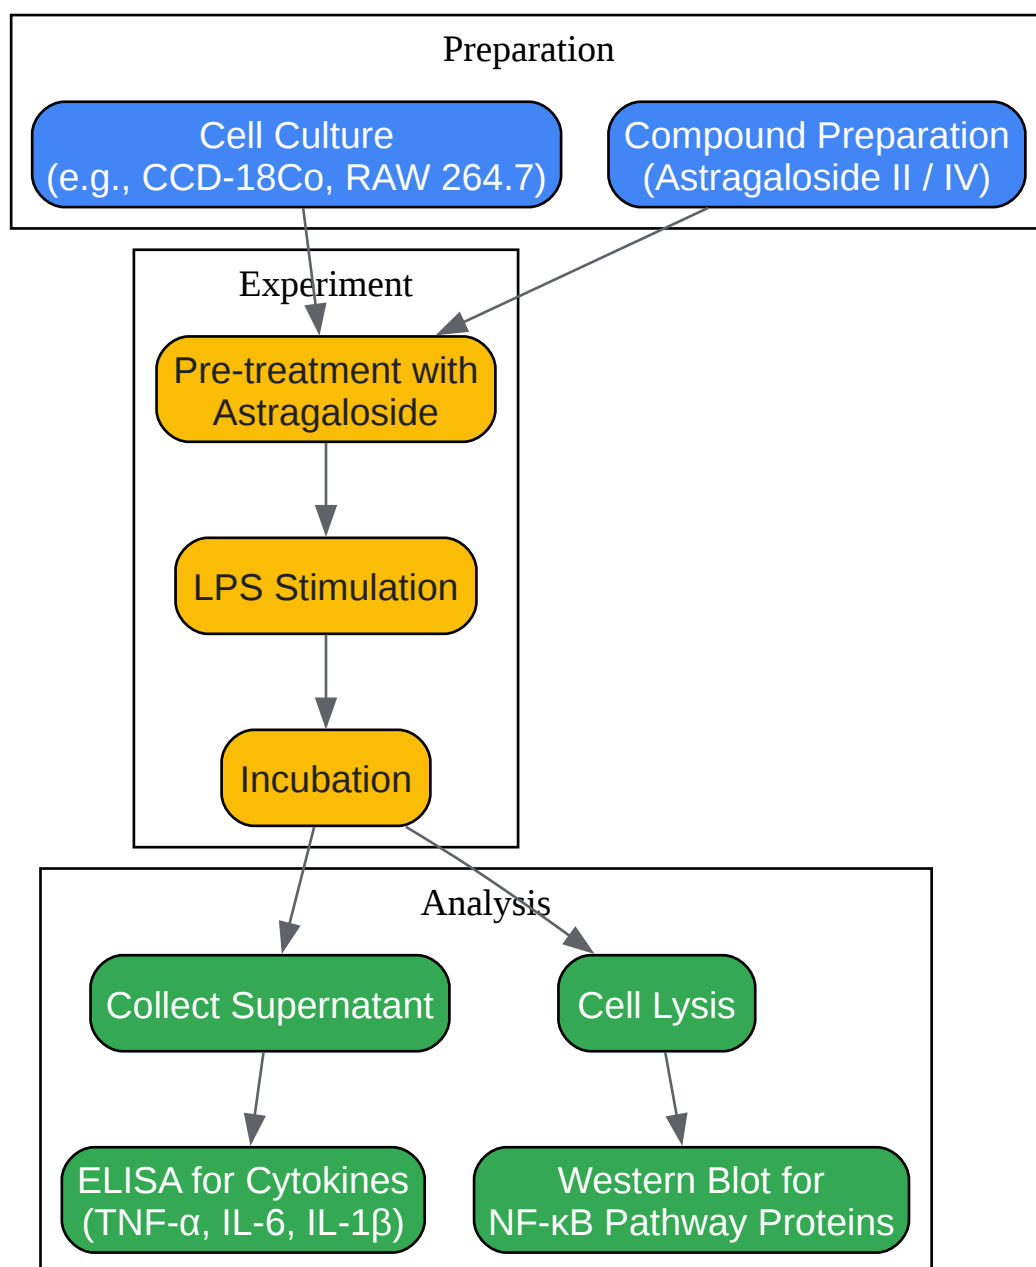 Preparation
Cell Culture
(e.g., CCD-18Co, RAW 264.7)
Compound Preparation
(Astragaloside II / IV)
Experiment
Pre-treatment with
Astragaloside
LPS Stimulation
Incubation
Analysis
Collect Supernatant
Cell Lysis
ELISA for Cytokines
(TNF-α, IL-6, IL-1β)
Western Blot for
NF-κB Pathway Proteins